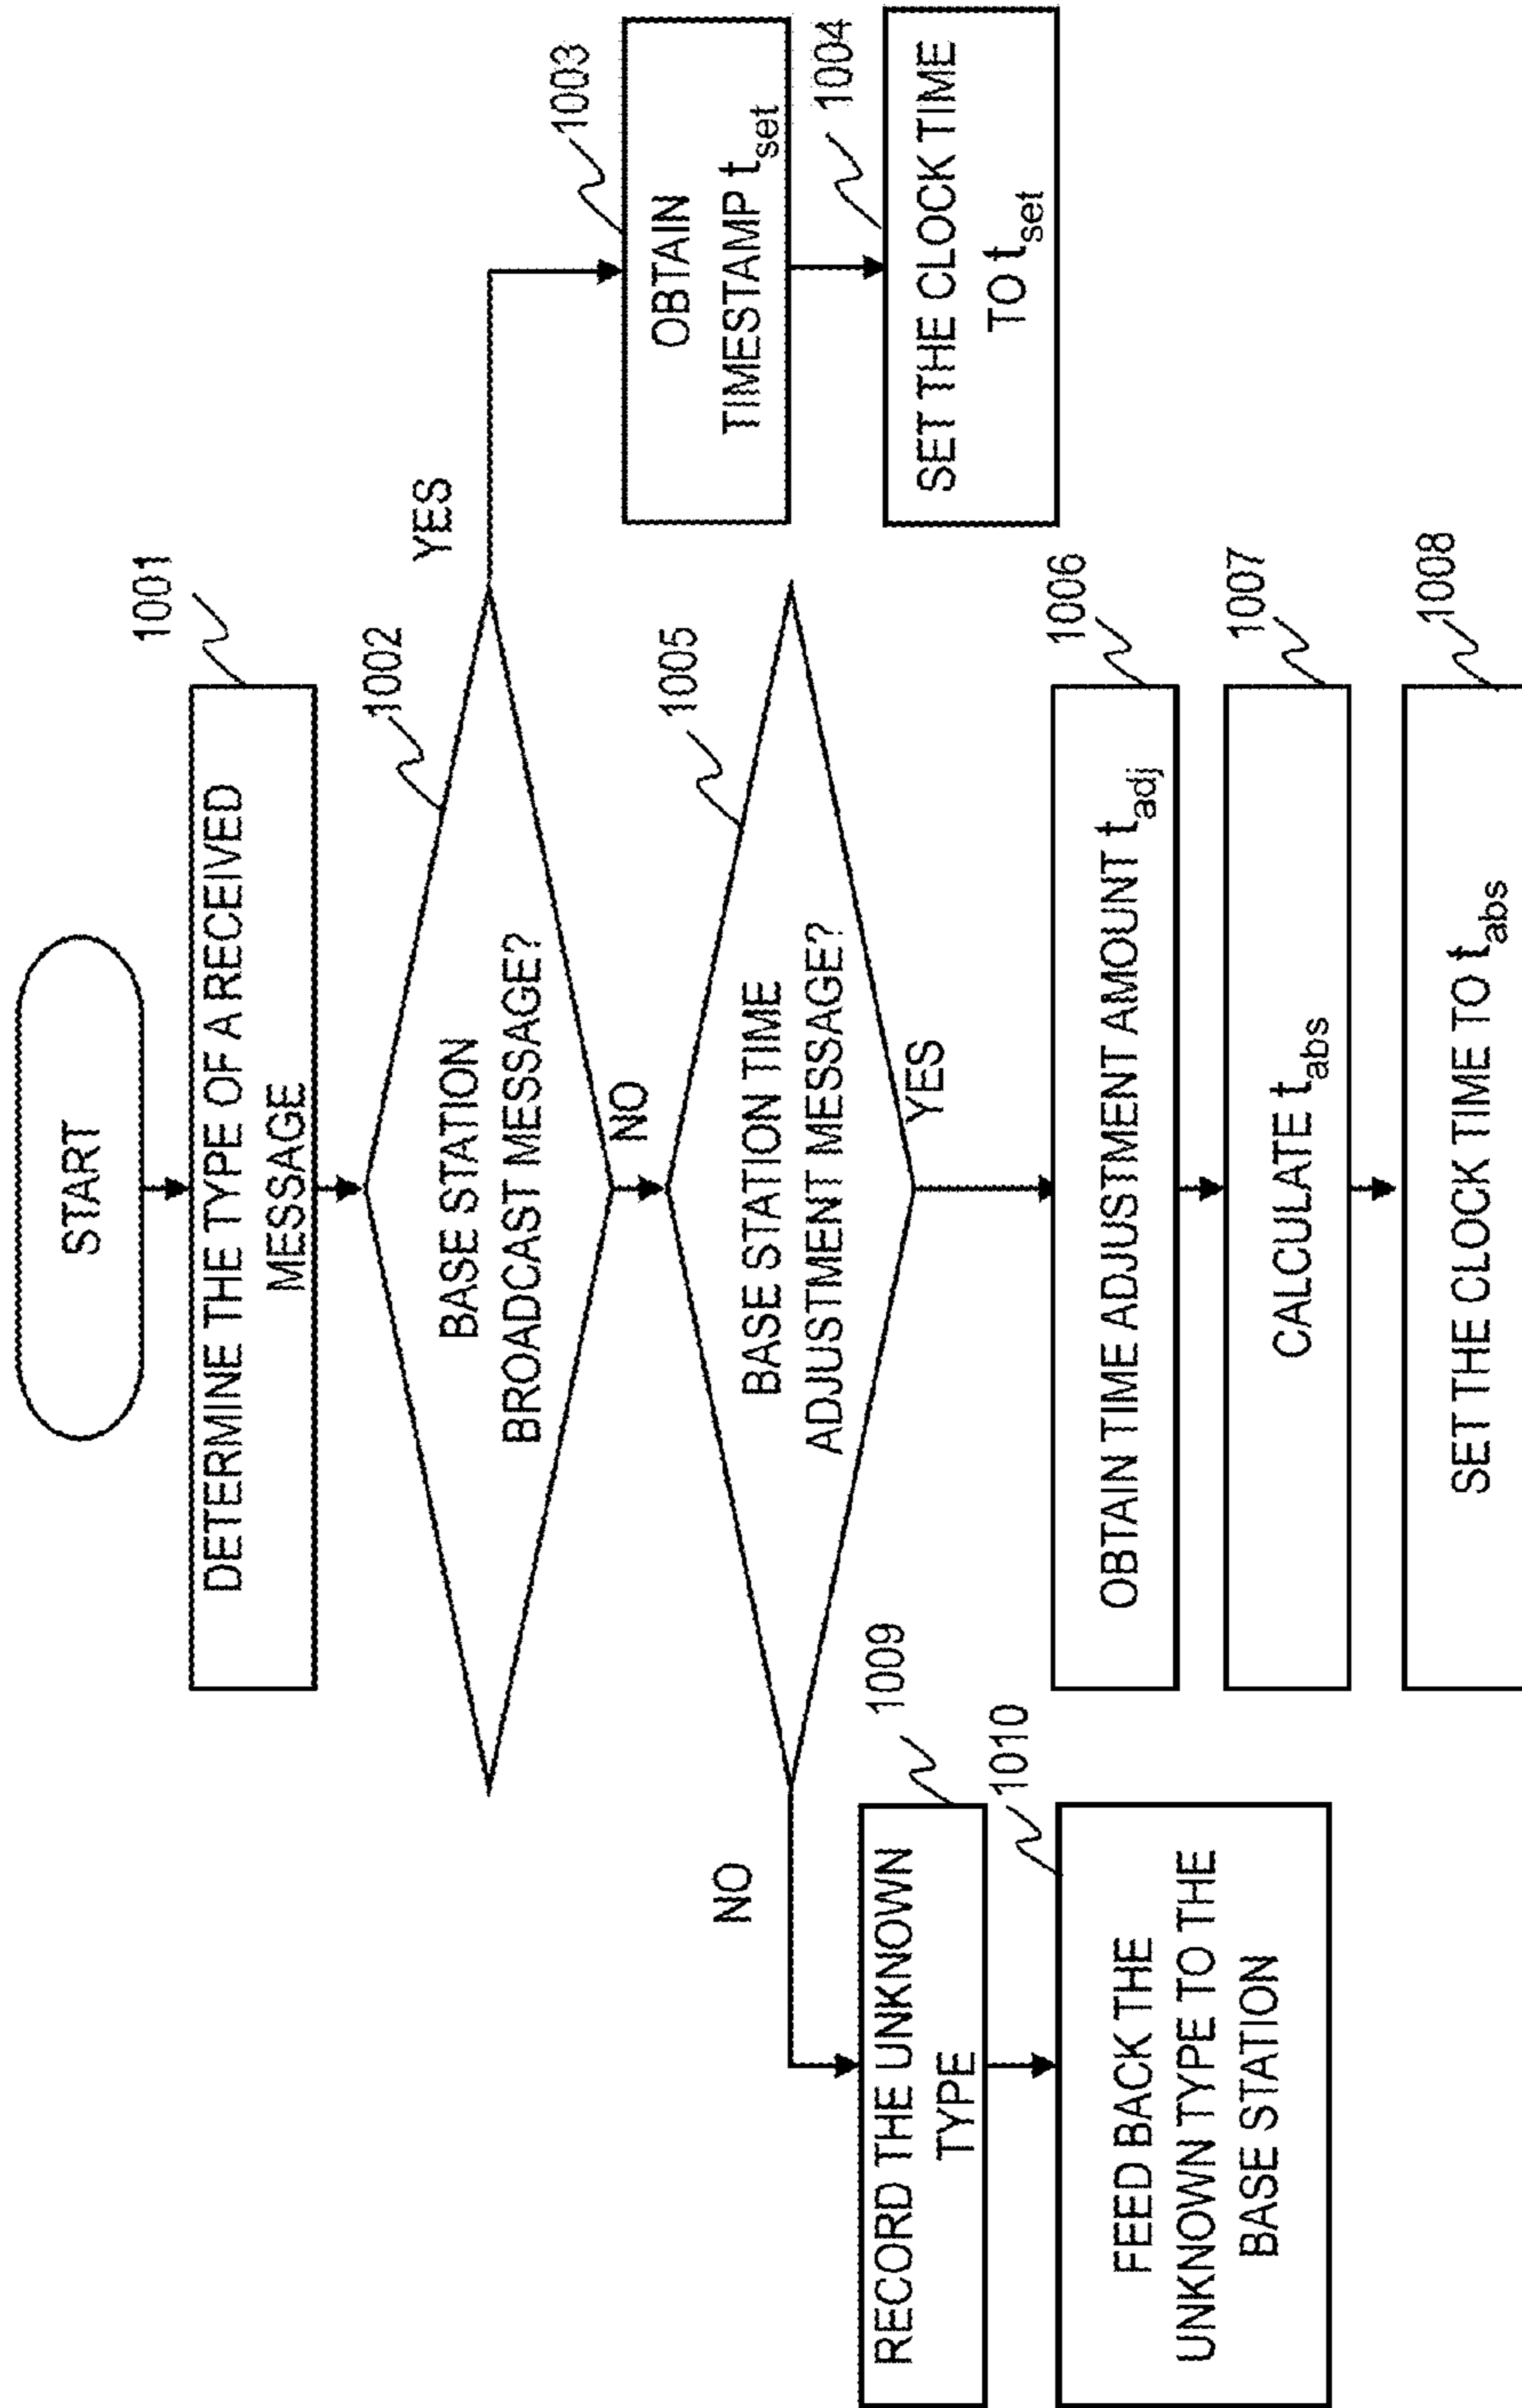 START
1001
DETERMINE THE TYPE OF A RECEIVED
MESSAGE
1002
BASE STATION
BROADCAST MESSAGE?
YES
1003
OBTAIN
TIMESTAMP t_set
1004
SET THE CLOCK TIME
TO t_set
NO
1005
BASE STATION TIME
ADJUSTMENT MESSAGE?
YES
1006
OBTAIN TIME ADJUSTMENT AMOUNT t_adj
1007
CALCULATE t_abs
1008
SET THE CLOCK TIME TO t_abs
NO
1009
RECORD THE UNKNOWN
TYPE
1010
FEED BACK THE
UNKNOWN TYPE TO THE
BASE STATION